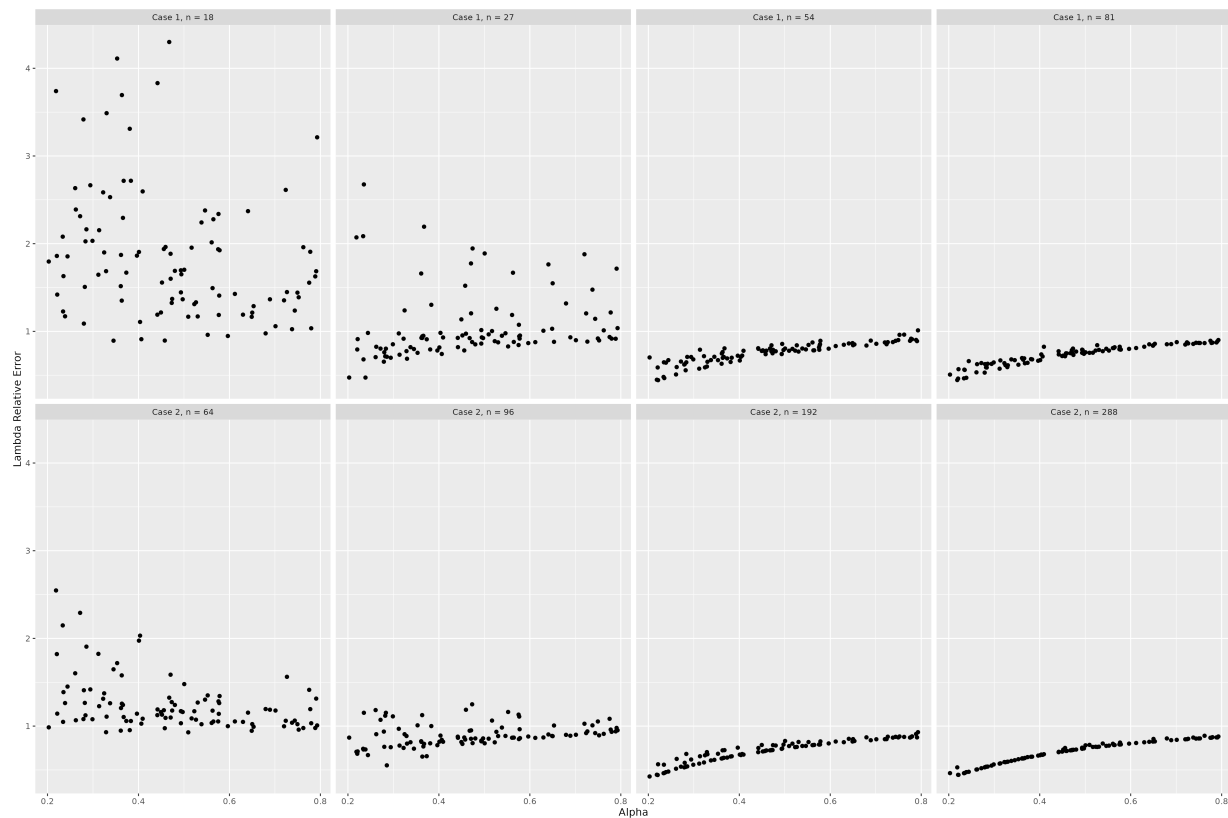 Case 1, n = 18
Case 1, n = 27
Case 1, n = 54
Case 1, n = 81
4
3
2
1
Lambda Relative Error
Case 2, n = 64
Case 2, n = 96
Case 2, n = 192
Case 2, n = 288
4
3
2
1
0.2 0.4 0.6 0.8 0.2 0.4 0.6 0.8 0.2 0.4 0.6 0.8 0.2 0.4 0.6 0.8
Alpha